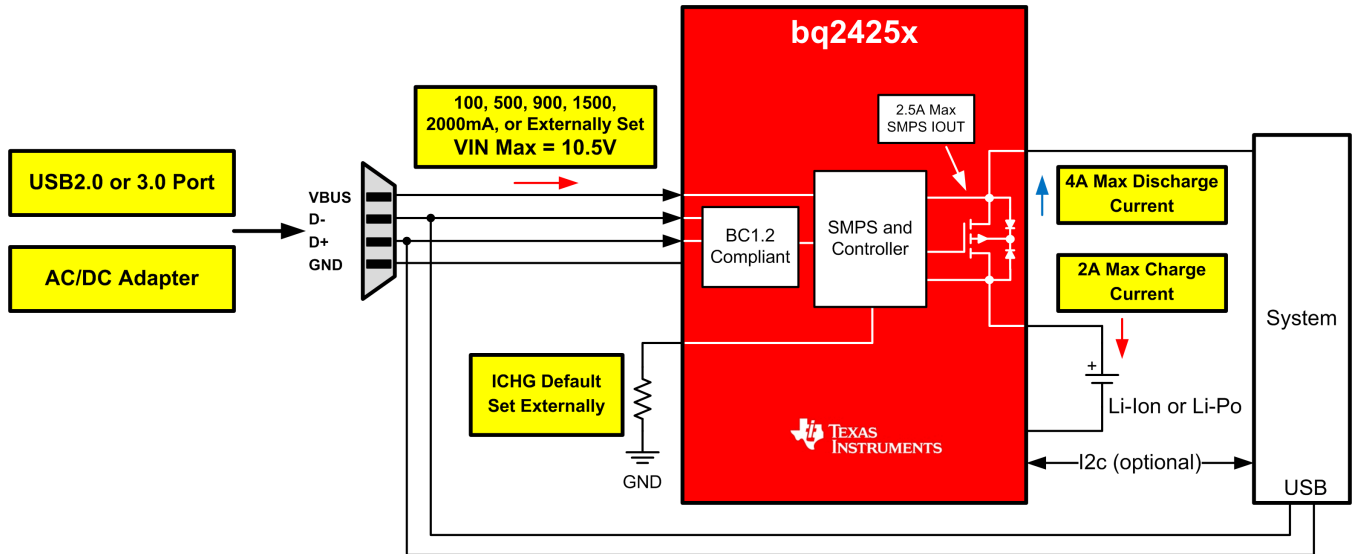 bq2425x
100, 500, 900, 1500,
2000mA, or Externally Set
VIN Max = 10.5V
2.5A Max
SMPS IOUT
USB2.0 or 3.0 Port
AC/DC Adapter
VBUS
D-
D+
GND
BC1.2
Compliant
SMPS and
Controller
4A Max Discharge
Current
2A Max Charge
Current
System
ICHG Default
Set Externally
GND
+
Li-Ion or Li-Po
TEXAS
INSTRUMENTS
I2c (optional)
USB